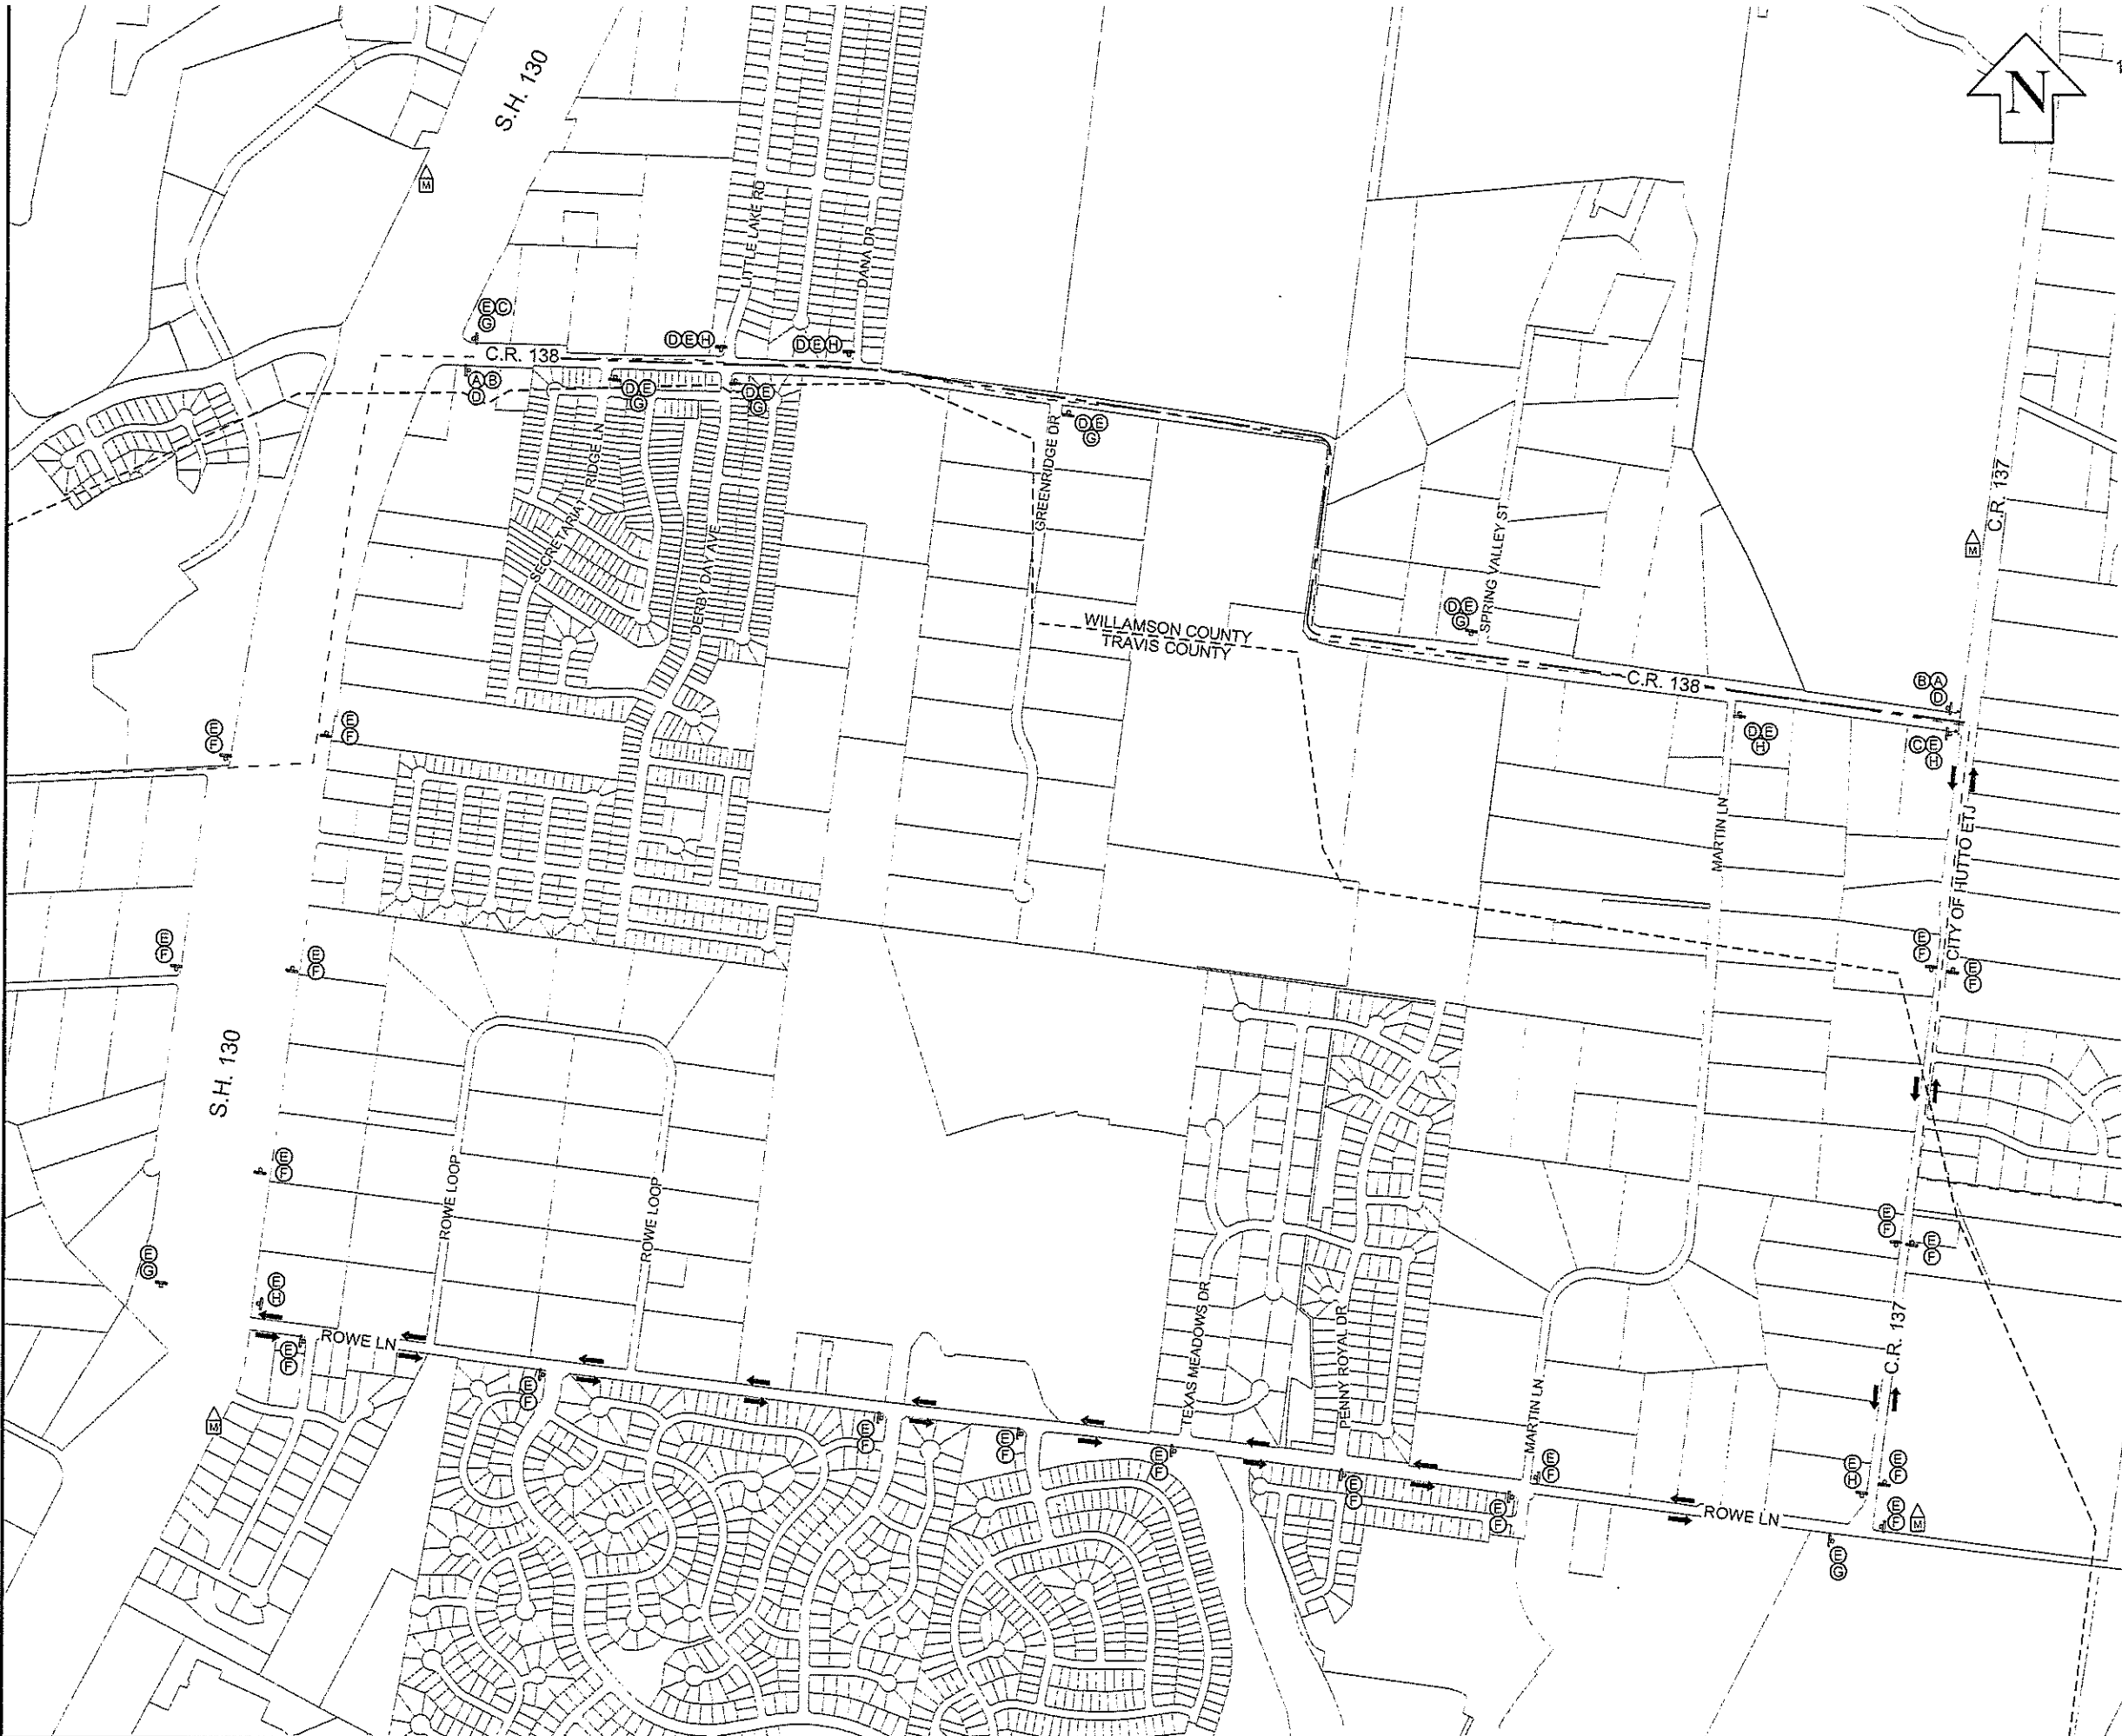 N
S.H. 130
M
LITTLE LAKE RD
DANA DR
E C
G
D E H
D E H
C.R. 138
A B
D
D E
G
D E
G
D E
G
GREENRIDGE DR
SECRETARIAT RIDGE LN
DERBY DAY AVE
C.R. 137
M
SPRING VALLEY ST
D E
G
WILLAMSON COUNTY
TRAVIS COUNTY
C.R. 138
B A
D
D E
H
C E
H
E
F
E
F
MARTIN LN
CITY OF HUTTO ETJ
E
F
E
F
E
F
E
F
S.H. 130
E
F
ROWE LOOP
ROWE LOOP
E
F
E
F
E
G
E
H
TEXAS MEADOWS DR
PENNY ROYAL DR
C.R. 137
ROWE LN
E
F
E
F
M
E
F
E
F
E
F
MARTIN LN
E
F
E
F
E
F
E
H
E
F
ROWE LN
E
F
M
E
G